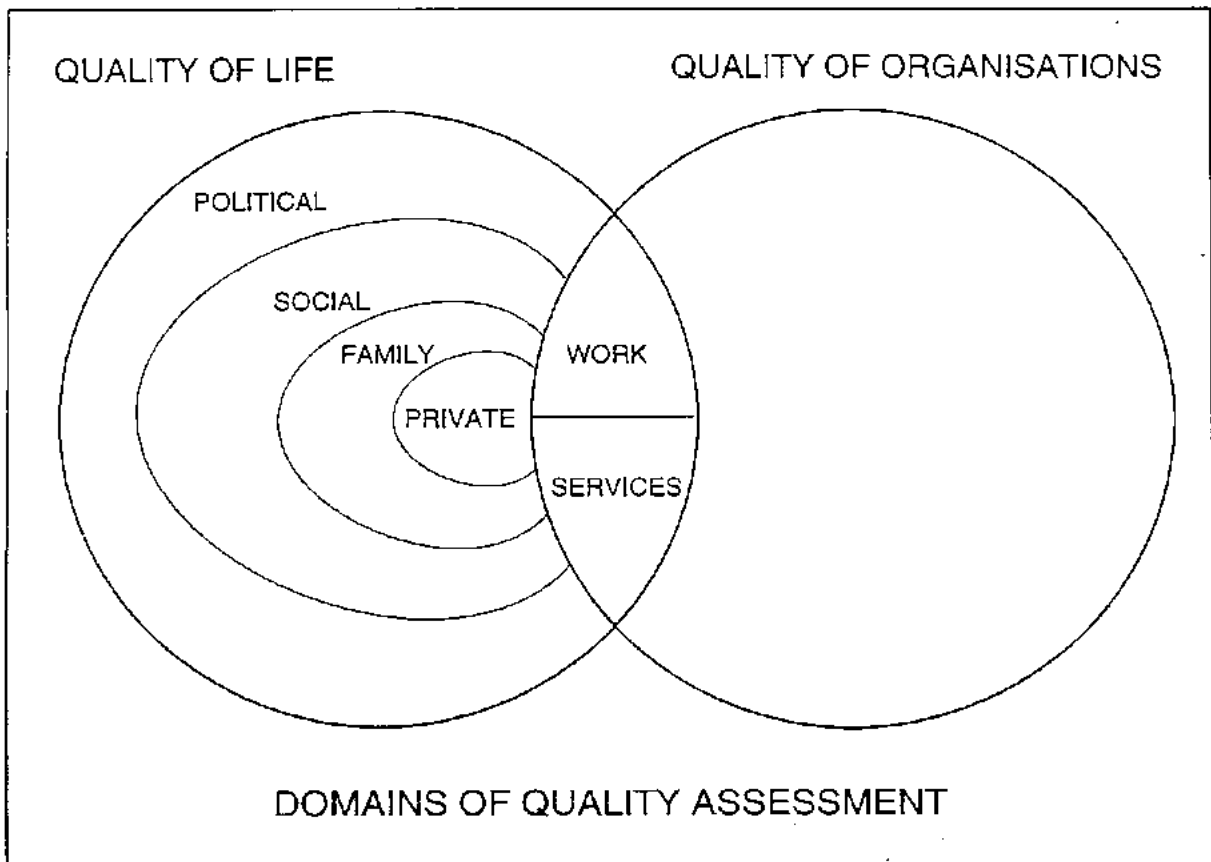 QUALITY OF LIFE
QUALITY OF ORGANISATIONS
POLITICAL
SOCIAL
FAMILY
WORK
PRIVATE
SERVICES
DOMAINS OF QUALITY ASSESSMENT